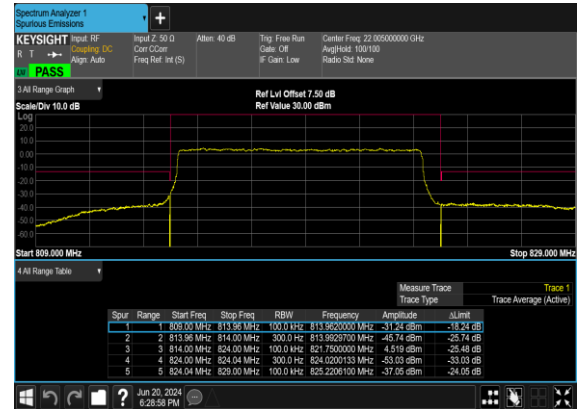 Spectrum Analyzer 1
Spurious Emissions
KEYSIGHT
R T
Input: RF
Coupling: DC
Align: Auto
Input Z: 50 Ω
Corr CCorr
Freq Ref: Int (S)
Atten: 40 dB
Trig: Free Run
Gate: Off
IF Gain: Low
Center Freq: 22.005000000 GHz
Avg|Hold: 100/100
Radio Std: None
PASS
3 All Range Graph
Scale/Div 10.0 dB
Ref Lvl Offset 7.50 dB
Ref Value 30.00 dBm
Log
20.0
10.0
0.00
-10.0
-20.0
-30.0
-40.0
-50.0
-60.0
Start 809.000 MHz
Stop 829.000 MHz
4 All Range Table
Measure Trace Trace 1
Trace Type Trace Average (Active)
Spur Range Start Freq Stop Freq RBW Frequency Amplitude ΔLimit
1 1 809.00 MHz 813.96 MHz 100.0 kHz 813.9620000 MHz -31.24 dBm -18.24 dB
2 2 813.96 MHz 814.00 MHz 300.0 Hz 813.9929700 MHz -45.74 dBm -25.74 dB
3 3 814.00 MHz 824.00 MHz 100.0 kHz 821.7500000 MHz 4.519 dBm -25.48 dB
4 4 824.00 MHz 824.04 MHz 300.0 Hz 824.0200133 MHz -53.03 dBm -33.03 dB
5 5 824.04 MHz 829.00 MHz 100.0 kHz 825.2206100 MHz -37.05 dBm -24.05 dB
Jun 20, 2024
6:28:58 PM